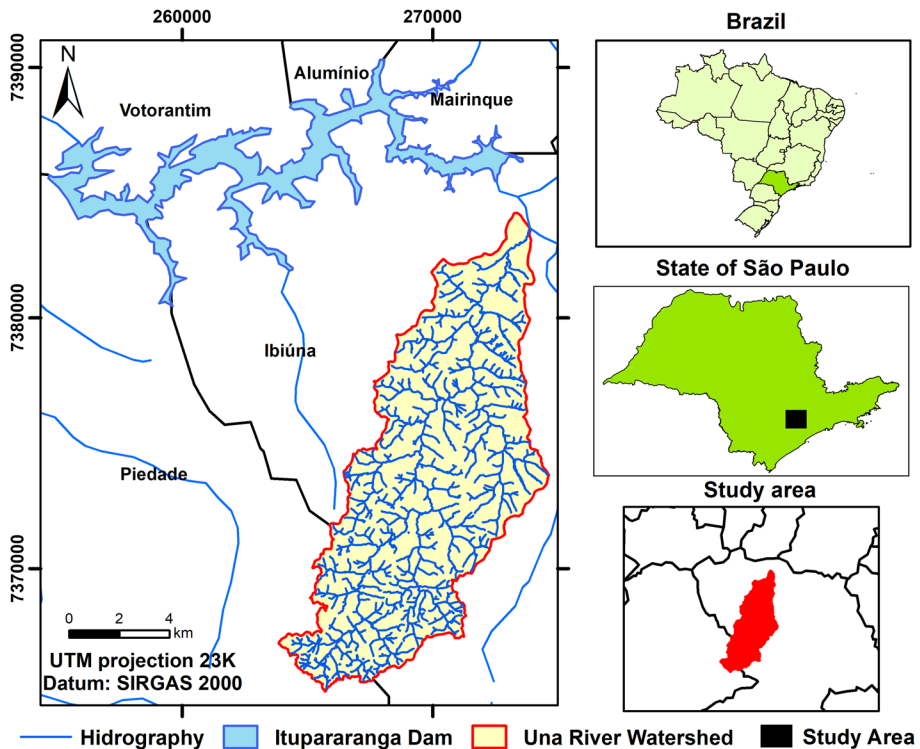 260000
270000
7390000
7380000
7370000
N
Alumínio
Votorantim
Mairinque
Ibiúna
Piedade
0 2 4
km
UTM projection 23K
Datum: SIRGAS 2000
Brazil
State of São Paulo
Study area
Hidrography
Itupararanga Dam
Una River Watershed
Study Area